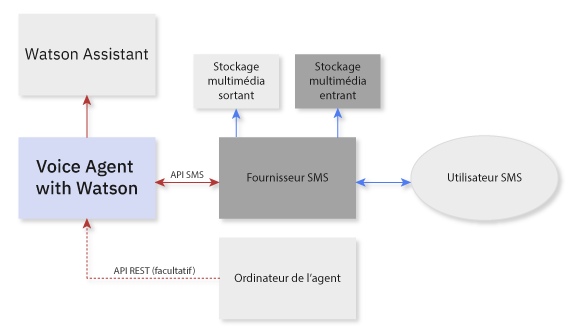 Watson Assistant
Stockage
multimédia
sortant
Stockage
multimédia
entrant
Voice Agent
with Watson
API SMS
Fournisseur SMS
Utilisateur SMS
API REST (facultatif)
Ordinateur de l'agent